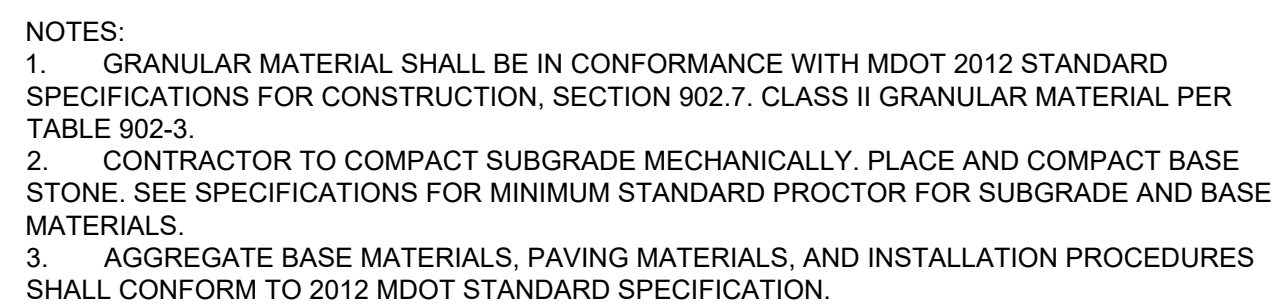 NOTES:
1. GRANULAR MATERIAL SHALL BE IN CONFORMANCE WITH MDOT 2012 STANDARD
SPECIFICATIONS FOR CONSTRUCTION, SECTION 902.7. CLASS II GRANULAR MATERIAL PER
TABLE 902-3.
2. CONTRACTOR TO COMPACT SUBGRADE MECHANICALLY. PLACE AND COMPACT BASE
STONE. SEE SPECIFICATIONS FOR MINIMUM STANDARD PROCTOR FOR SUBGRADE AND BASE
MATERIALS.
3. AGGREGATE BASE MATERIALS, PAVING MATERIALS, AND INSTALLATION PROCEDURES
SHALL CONFORM TO 2012 MDOT STANDARD SPECIFICATION.